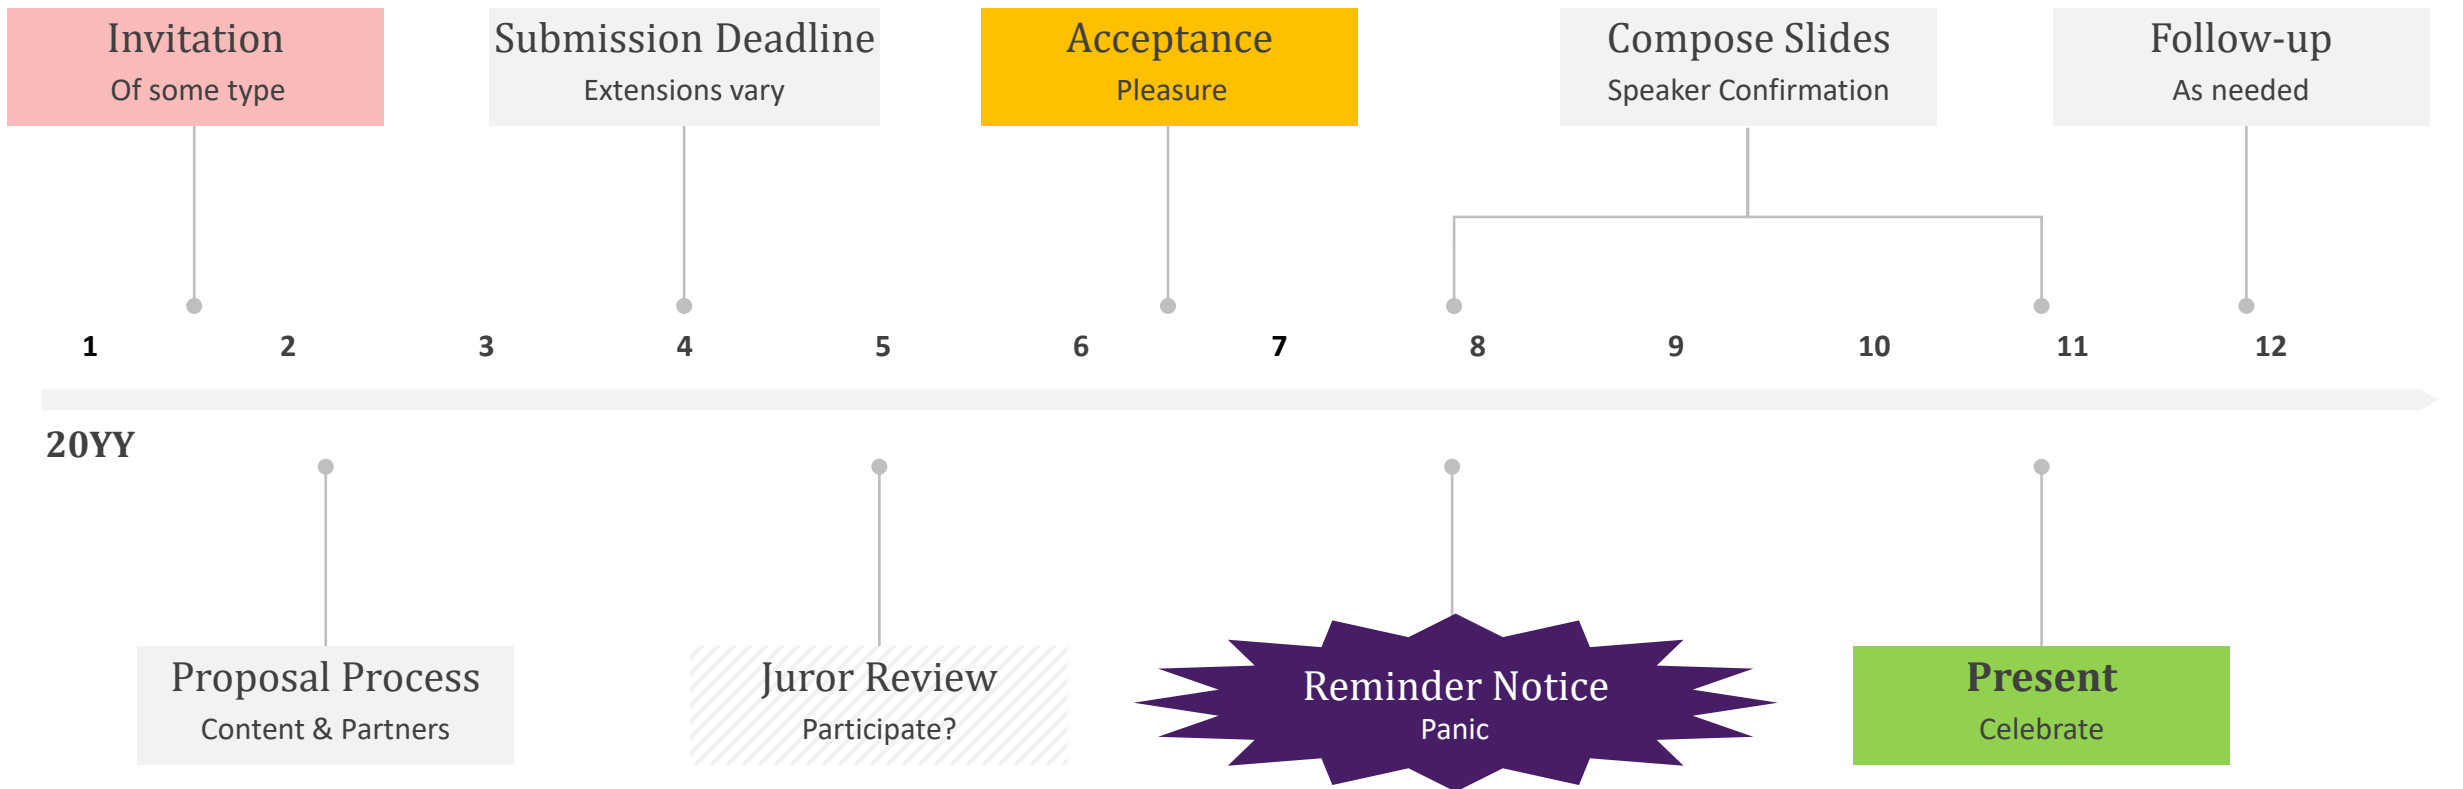 Invitation
Of some type
Submission Deadline
Extensions vary
Acceptance
Pleasure
Compose Slides
Speaker Confirmation
Follow-up
As needed
1 2 3 4 5 6 7 8 9 10 11 12
20YY
Proposal Process
Content & Partners
Juror Review
Participate?
Reminder Notice
Panic
Present
Celebrate